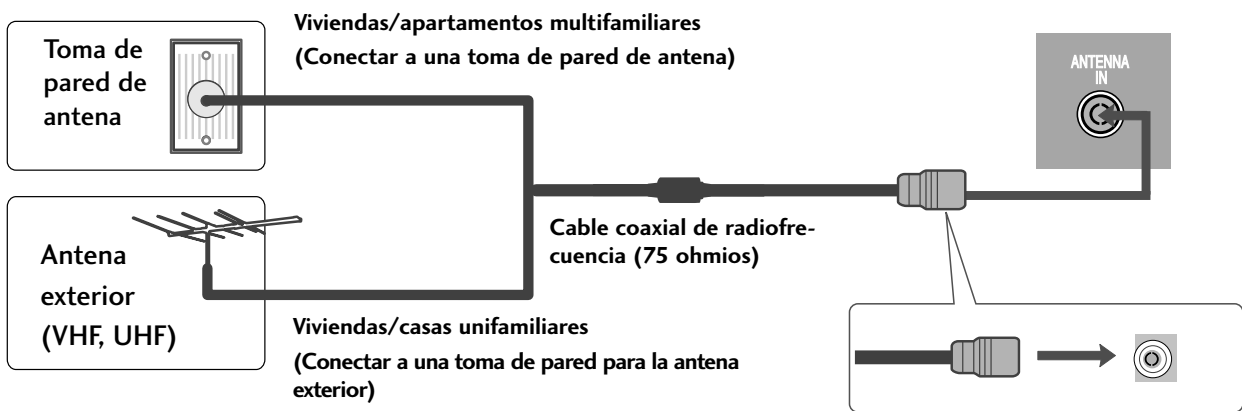 Viviendas/apartamentos multifamiliares
(Conectar a una toma de pared de antena)
Toma de
pared de
antena
ANTENNA
IN
Cable coaxial de radiofre-
cuencia (75 ohmios)
Antena
exterior
(VHF, UHF)
Viviendas/casas unifamiliares
(Conectar a una toma de pared para la antena
exterior)